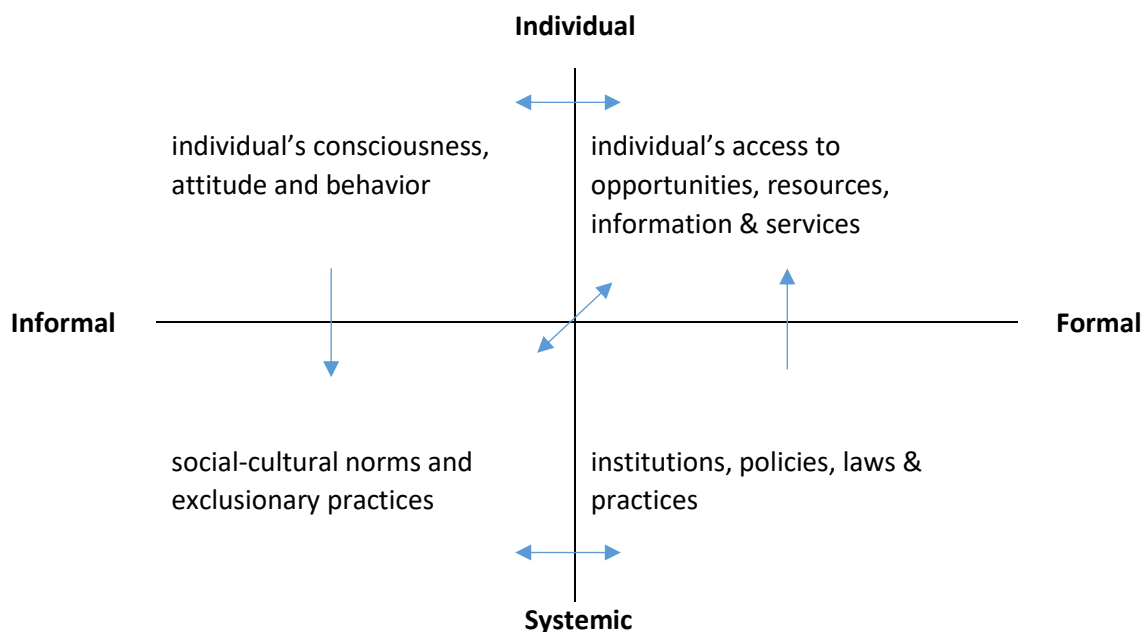 Individual
individual’s consciousness,
attitude and behavior
individual’s access to
opportunities, resources,
information & services
Informal
Formal
social-cultural norms and
exclusionary practices
institutions, policies, laws &
practices
Systemic